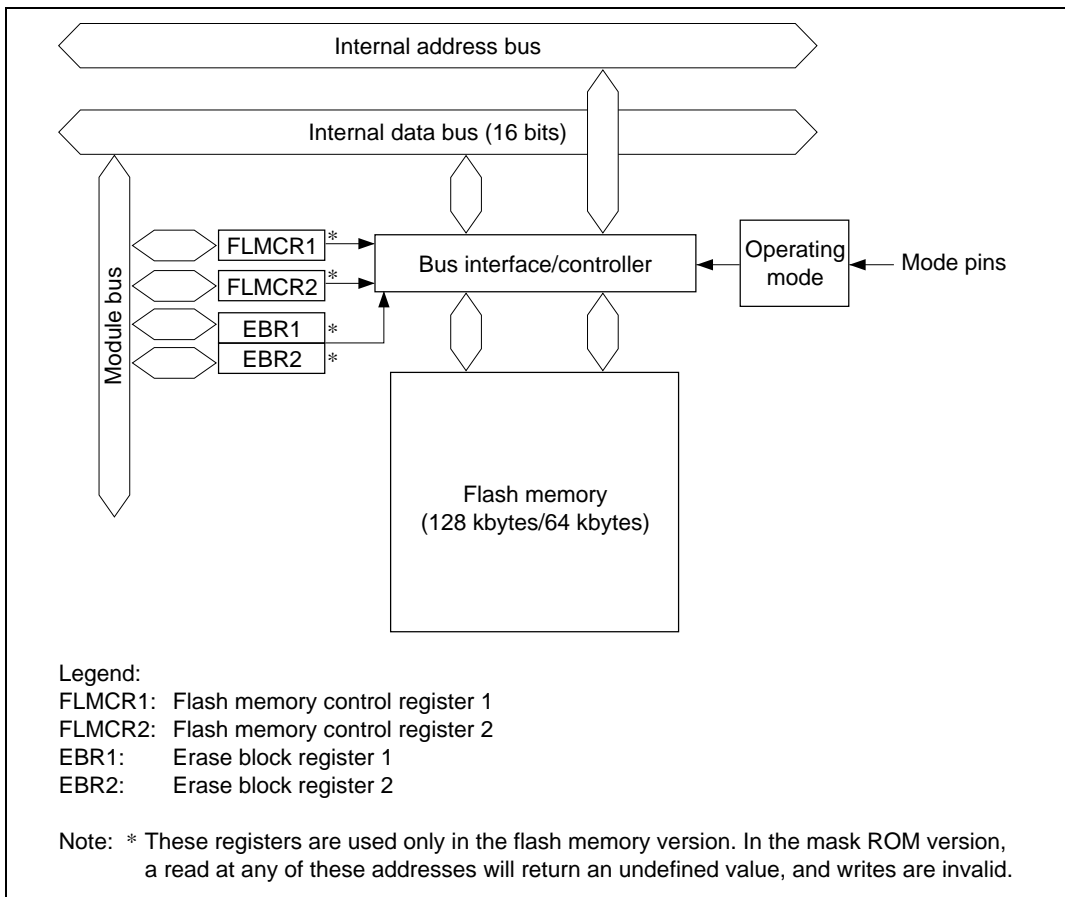 Internal address bus
Internal data bus (16 bits)
Module bus
FLMCR1 *
FLMCR2 *
EBR1 *
EBR2 *
Bus interface/controller
Operating
mode
Mode pins
Flash memory
(128 kbytes/64 kbytes)
Legend:
FLMCR1: Flash memory control register 1
FLMCR2: Flash memory control register 2
EBR1: Erase block register 1
EBR2: Erase block register 2
Note: * These registers are used only in the flash memory version. In the mask ROM version,
a read at any of these addresses will return an undefined value, and writes are invalid.